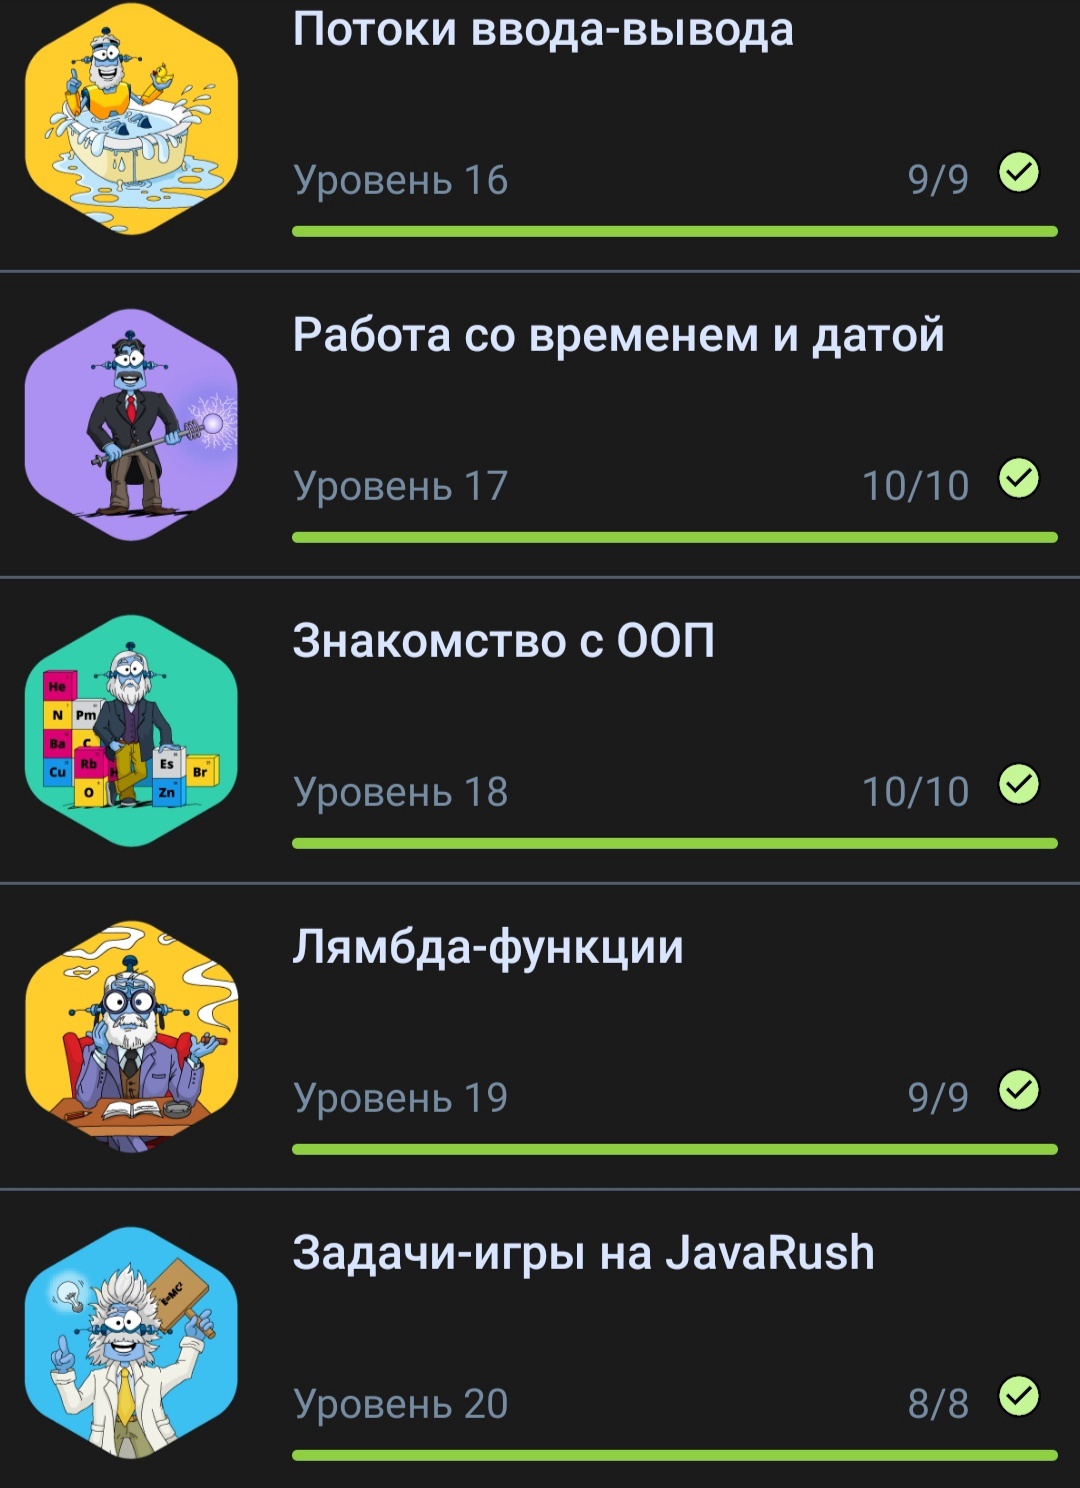 Потоки ввода-вывода
Уровень 16
9/9
Работа со временем и датой
Уровень 17
10/10
Знакомство с ООП
He
N
Pm
Ba
C
Cu
Rb
H
Es
Br
O
Zn
Уровень 18
10/10
Лямбда-функции
Уровень 19
9/9
Задачи-игры на JavaRush
E=MC²
Уровень 20
8/8